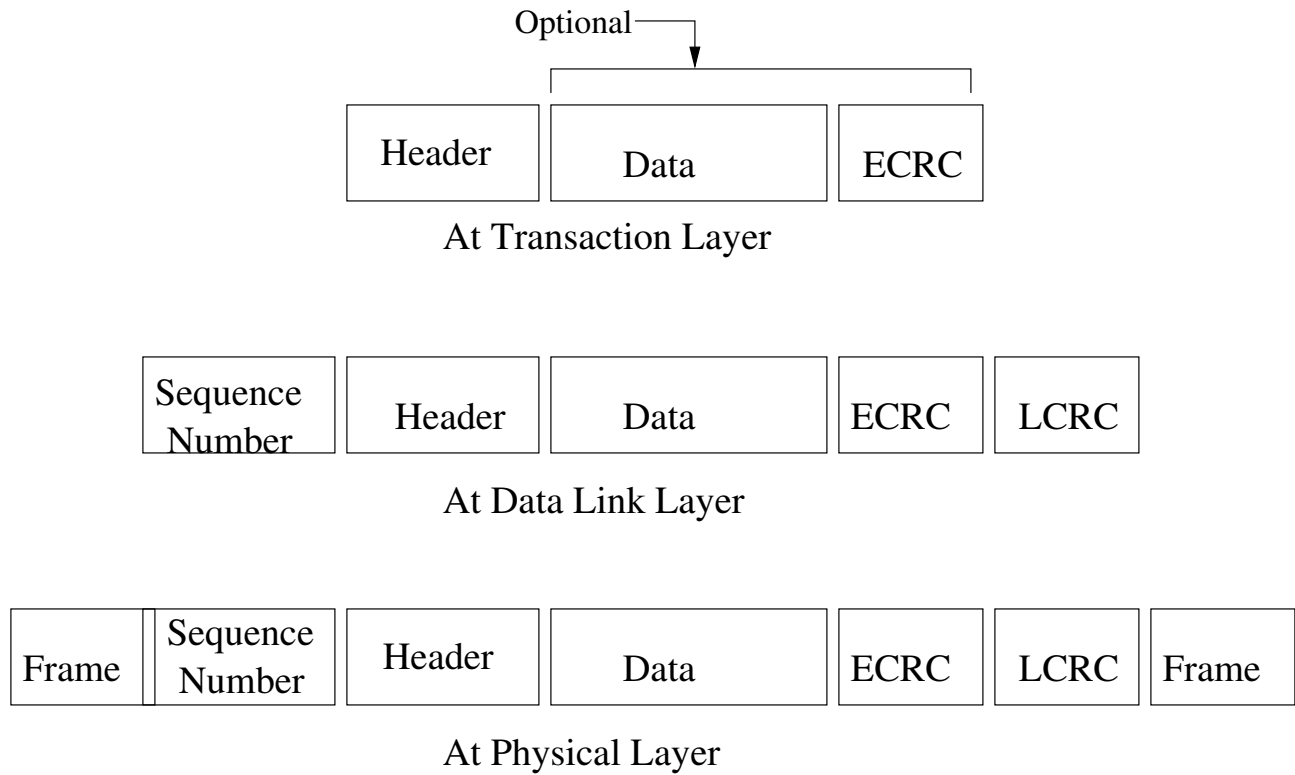 Optional
Header Data ECRC
At Transaction Layer
Sequence
Number
Header Data ECRC LCRC
At Data Link Layer
Frame
Sequence
Number
Header Data ECRC LCRC Frame
At Physical Layer